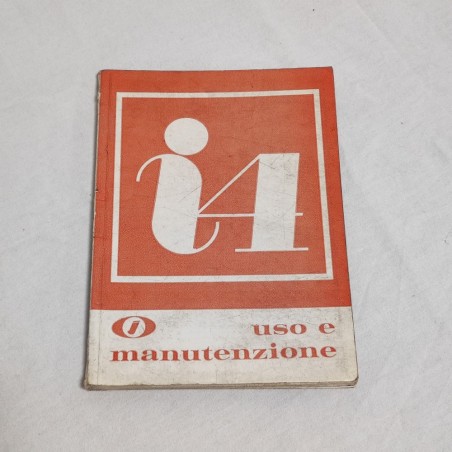 i4
i
uso e
manutenzione